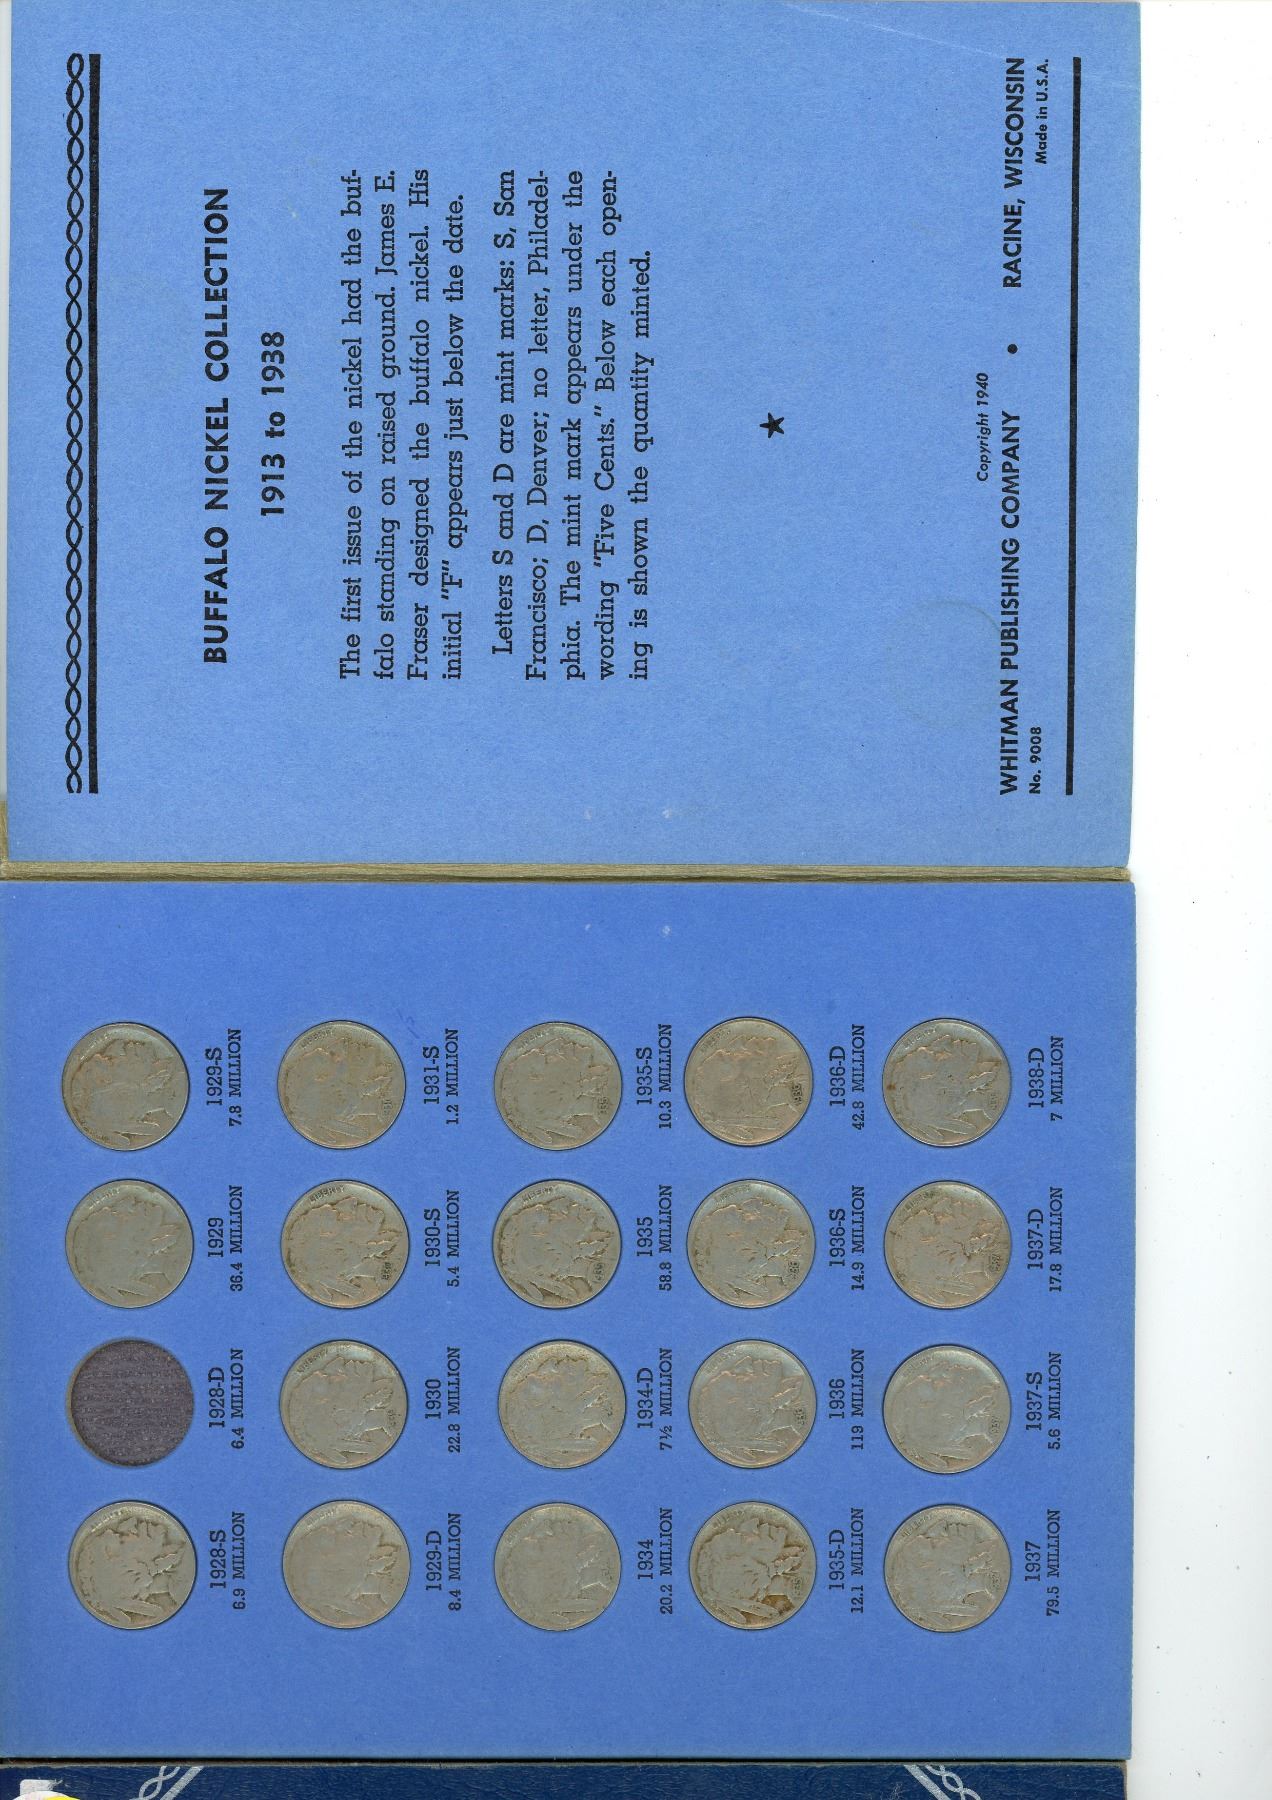 BUFFALO NICKEL COLLECTION
1913 to 1938
The first issue of the nickel had the buf-
falo standing on raised ground. James E.
Fraser designed the buffalo nickel. His
initial "F" appears just below the date.
Letters S and D are mint marks: S, San
Francisco; D, Denver; no letter, Philadel-
phia. The mint mark appears under the
wording "Five Cents." Below each open-
ing is shown the quantity minted.
Copyright 1940
WHITMAN PUBLISHING COMPANY • RACINE, WISCONSIN
No. 9008
Made in U.S.A.
1928-S
6.9 MILLION
1928-D
6.4 MILLION
1929
36.4 MILLION
1929-S
7.8 MILLION
1929-D
8.4 MILLION
1930
22.8 MILLION
1930-S
5.4 MILLION
1931-S
1.2 MILLION
1934
20.2 MILLION
1934-D
7½ MILLION
1935
58.8 MILLION
1935-S
10.3 MILLION
1935-D
12.1 MILLION
1936
119 MILLION
1936-S
14.9 MILLION
1936-D
42.8 MILLION
1937
79.5 MILLION
1937-S
5.6 MILLION
1937-D
17.8 MILLION
1938-D
7 MILLION
LIBERTY
LIBERTY